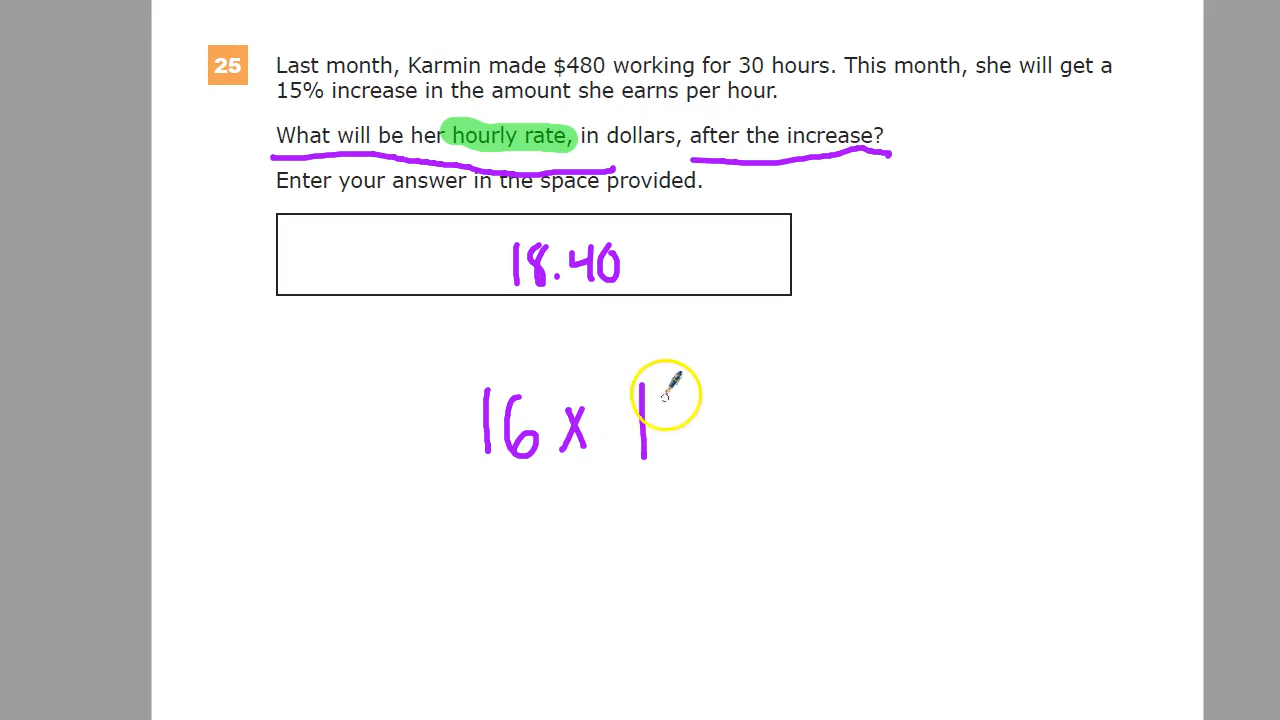 25
Last month, Karmin made $480 working for 30 hours. This month, she will get a
15% increase in the amount she earns per hour.
What will be her hourly rate, in dollars, after the increase?
Enter your answer in the space provided.
18.40
16 x 1